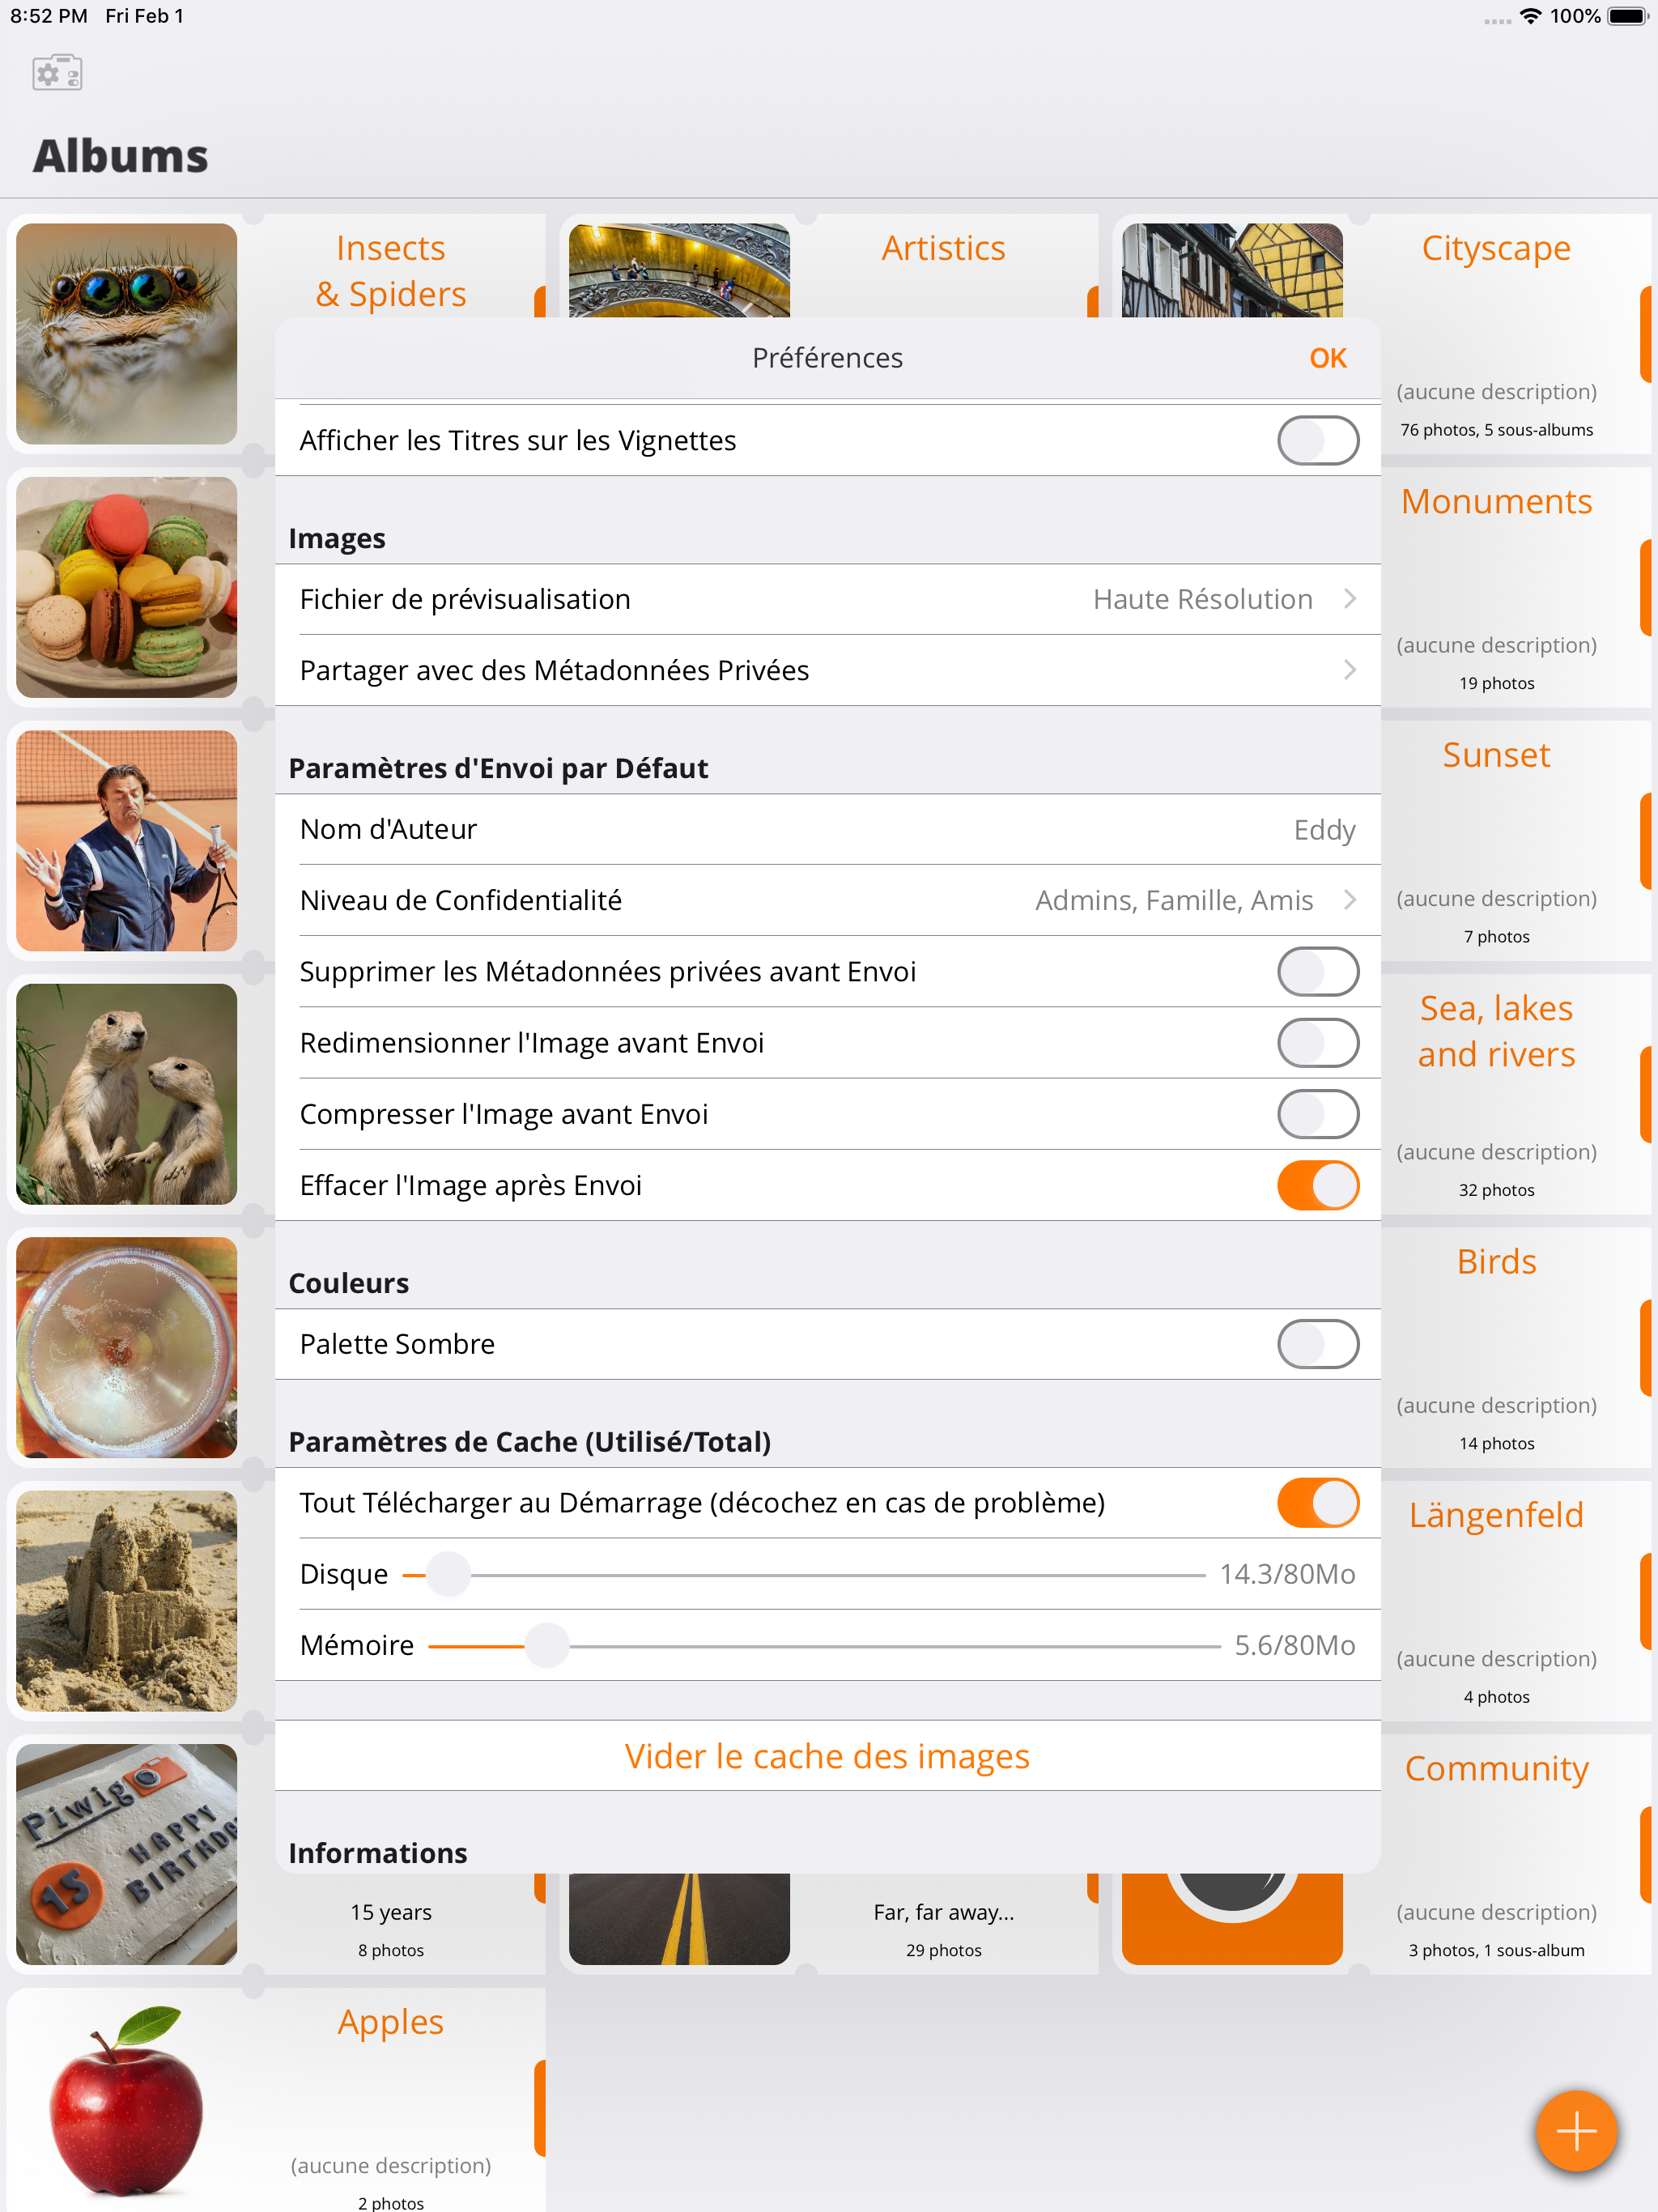 8:52 PM Fri Feb 1
100%
Albums
Insects
& Spiders
Artistics
Cityscape
(aucune description)
76 photos, 5 sous-albums
Préférences
OK
Afficher les Titres sur les Vignettes
Images
Fichier de prévisualisation
Haute Résolution
Partager avec des Métadonnées Privées
Paramètres d'Envoi par Défaut
Nom d'Auteur
Eddy
Niveau de Confidentialité
Admins, Famille, Amis
Supprimer les Métadonnées privées avant Envoi
Redimensionner l'Image avant Envoi
Compresser l'Image avant Envoi
Effacer l'Image après Envoi
Couleurs
Palette Sombre
Paramètres de Cache (Utilisé/Total)
Tout Télécharger au Démarrage (décochez en cas de problème)
Disque
14.3/80Mo
Mémoire
5.6/80Mo
Vider le cache des images
Informations
Monuments
(aucune description)
19 photos
Sunset
(aucune description)
7 photos
Sea, lakes
and rivers
(aucune description)
32 photos
Birds
(aucune description)
14 photos
Längenfeld
(aucune description)
4 photos
Piwigo
HAPPY
BIRTHDA
15
15 years
8 photos
Far, far away...
29 photos
Community
(aucune description)
3 photos, 1 sous-album
Apples
(aucune description)
2 photos